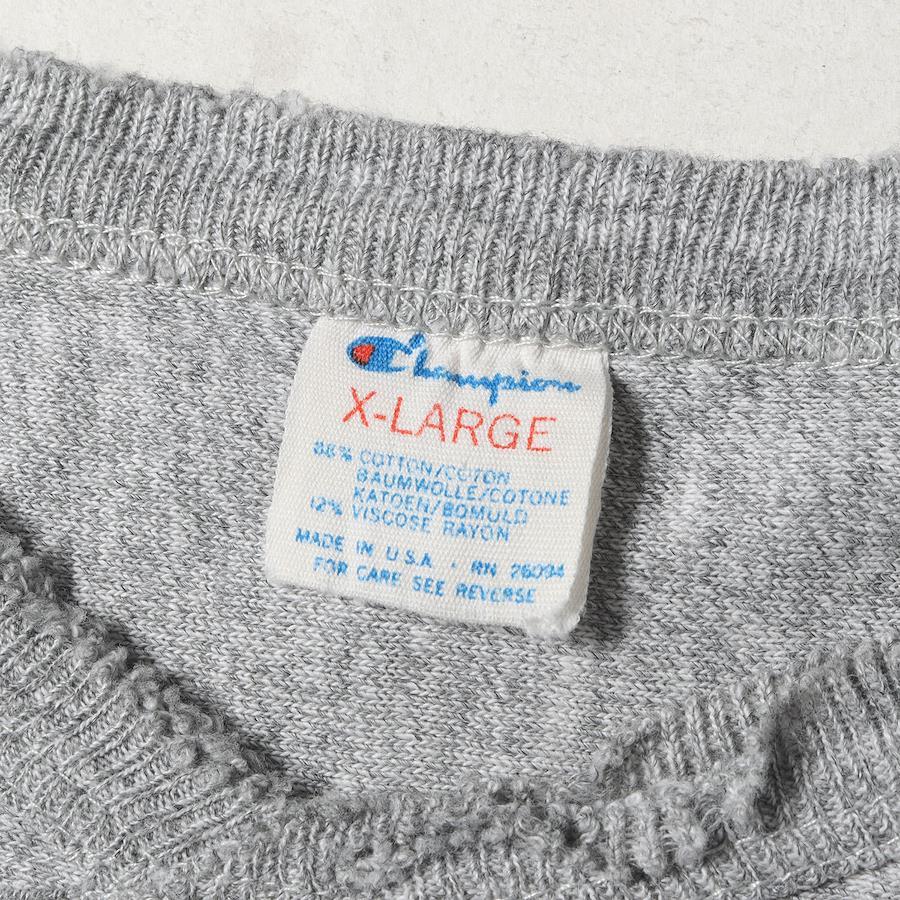 Champion
X-LARGE
88% COTTON/COTON
BAUMWOLLE/COTONE
KATOEN/BOMULD
12% VISCOSE RAYON
MADE IN U.S.A. • RN 26094
FOR CARE SEE REVERSE